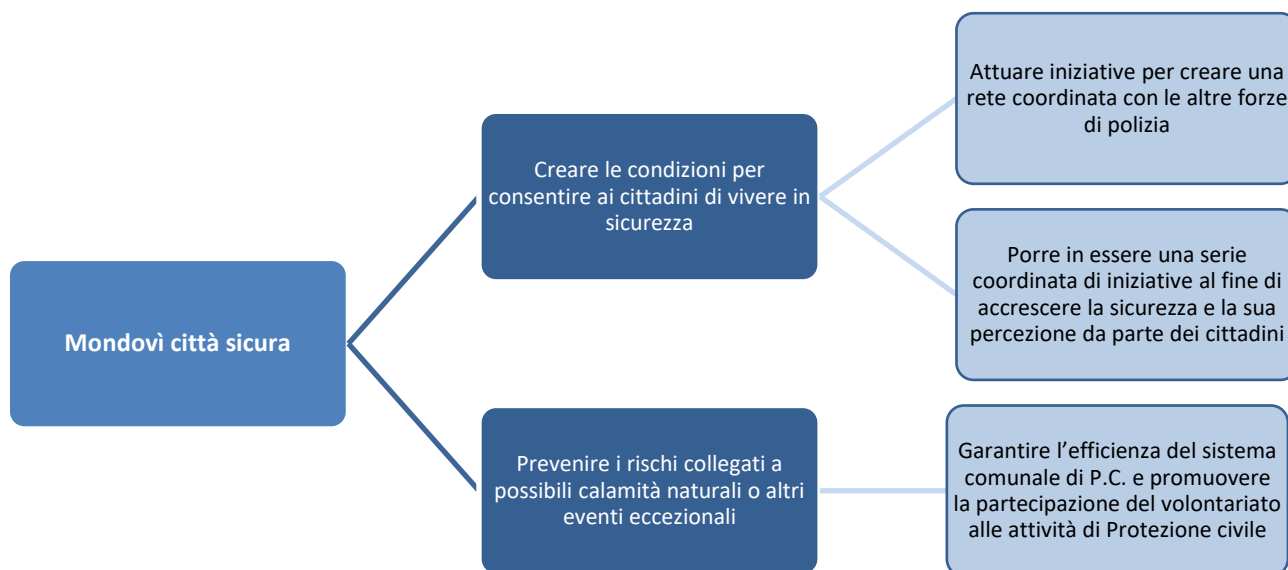 Mondovì città sicura
Creare le condizioni per
consentire ai cittadini di vivere in
sicurezza
Attuare iniziative per creare una
rete coordinata con le altre forze
di polizia
Porre in essere una serie
coordinata di iniziative al fine di
accrescere la sicurezza e la sua
percezione da parte dei cittadini
Prevenire i rischi collegati a
possibili calamità naturali o altri
eventi eccezionali
Garantire l’efficienza del sistema
comunale di P.C. e promuovere
la partecipazione del volontariato
alle attività di Protezione civile